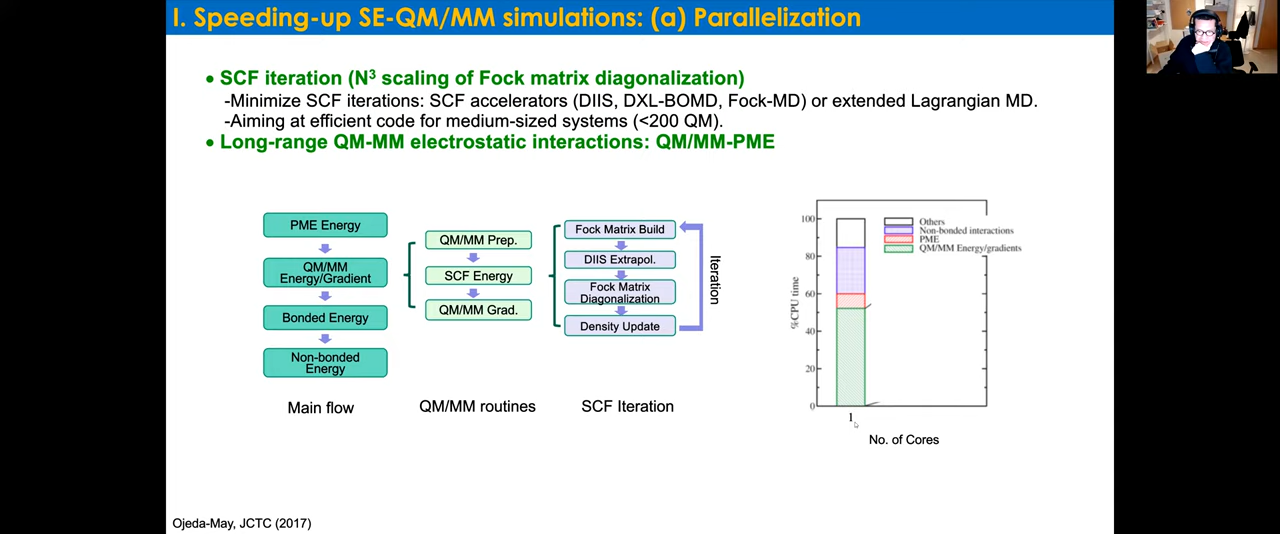 I. Speeding-up SE-QM/MM simulations: (a) Parallelization
• SCF iteration (N³ scaling of Fock matrix diagonalization)
-Minimize SCF iterations: SCF accelerators (DIIS, DXL-BOMD, Fock-MD) or extended Lagrangian MD.
-Aiming at efficient code for medium-sized systems (<200 QM).
• Long-range QM-MM electrostatic interactions: QM/MM-PME
PME Energy
QM/MM
Energy/Gradient
Bonded Energy
Non-bonded
Energy
Main flow
QM/MM Prep.
SCF Energy
QM/MM Grad.
QM/MM routines
Fock Matrix Build
DIIS Extrapol.
Fock Matrix
Diagonalization
Density Update
Iteration
SCF Iteration
%CPU time
100
80
60
40
20
0
Others
Non-bonded interactions
PME
QM/MM Energy/gradients
1
No. of Cores
Ojeda-May, JCTC (2017)